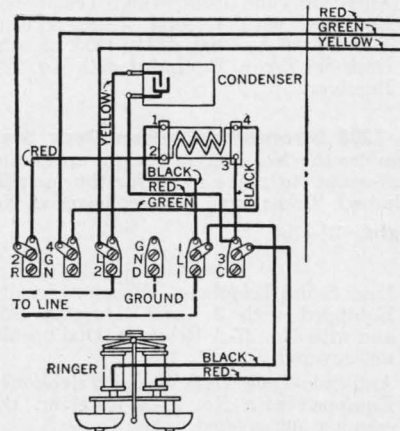 RED
GREEN
YELLOW
CONDENSER
YELLOW
1 4
2 3
RED
BLACK
RED
GREEN
BLACK
2 R
4 G N
L 2
G N D
L 1
3 C
TO LINE
GROUND
RINGER
BLACK
RED